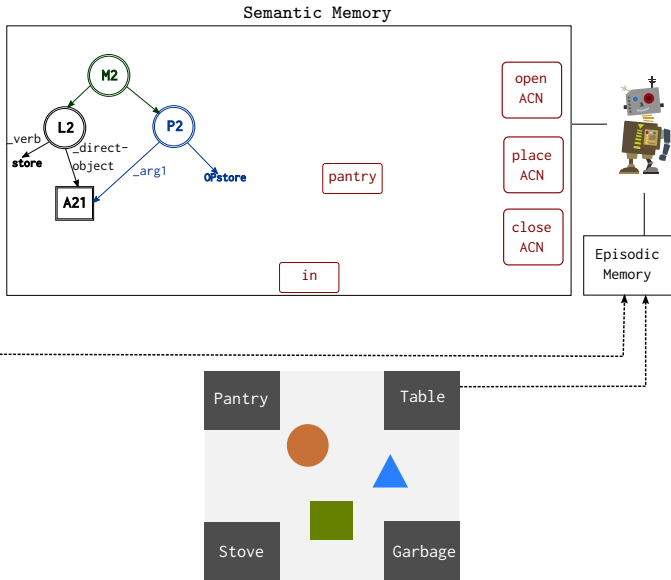 Semantic Memory
M2
L2
P2
_verb
store
_direct-
object
_arg1
OPstore
A21
pantry
in
open
ACN
place
ACN
close
ACN
Episodic
Memory
Pantry
Table
Stove
Garbage